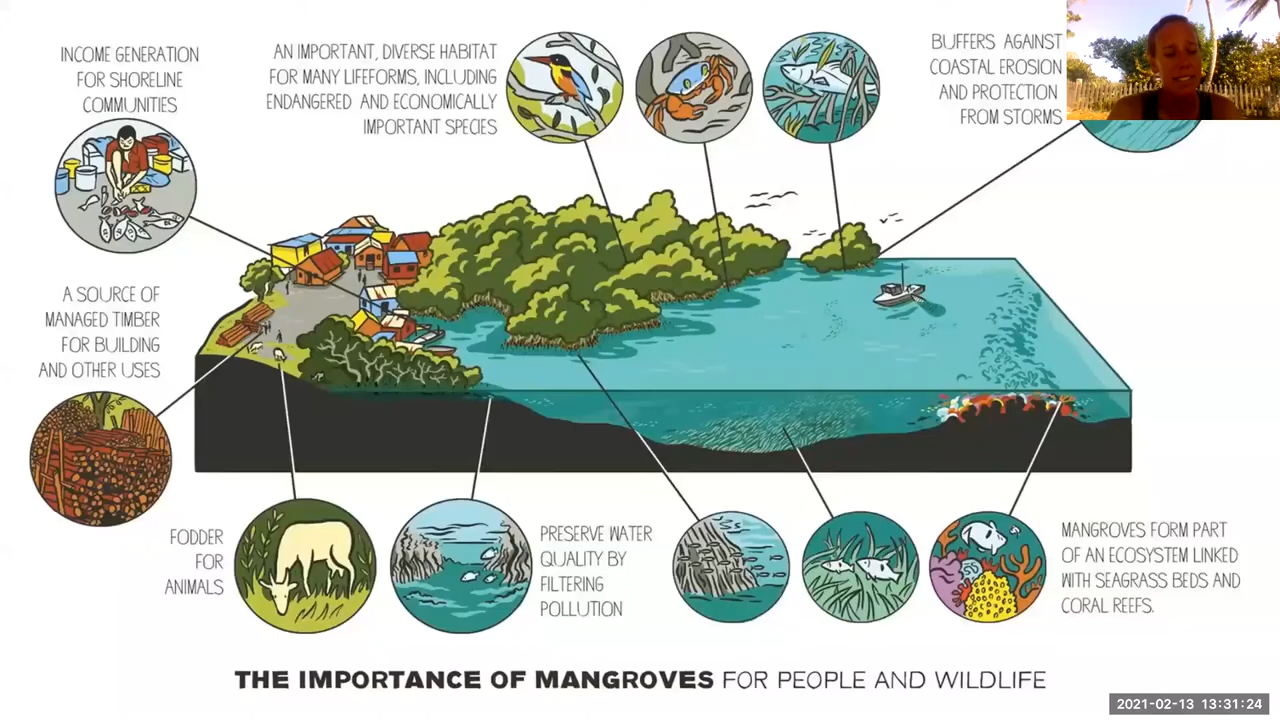 INCOME GENERATION
FOR SHORELINE
COMMUNITIES
AN IMPORTANT, DIVERSE HABITAT
FOR MANY LIFEFORMS, INCLUDING
ENDANGERED AND ECONOMICALLY
IMPORTANT SPECIES
BUFFERS AGAINST
COASTAL EROSION
AND PROTECTION
FROM STORMS
A SOURCE OF
MANAGED TIMBER
FOR BUILDING
AND OTHER USES
FODDER
FOR
ANIMALS
PRESERVE WATER
QUALITY BY
FILTERING
POLLUTION
MANGROVES FORM PART
OF AN ECOSYSTEM LINKED
WITH SEAGRASS BEDS AND
CORAL REEFS.
THE IMPORTANCE OF MANGROVES FOR PEOPLE AND WILDLIFE
2021-02-13 13:31:24